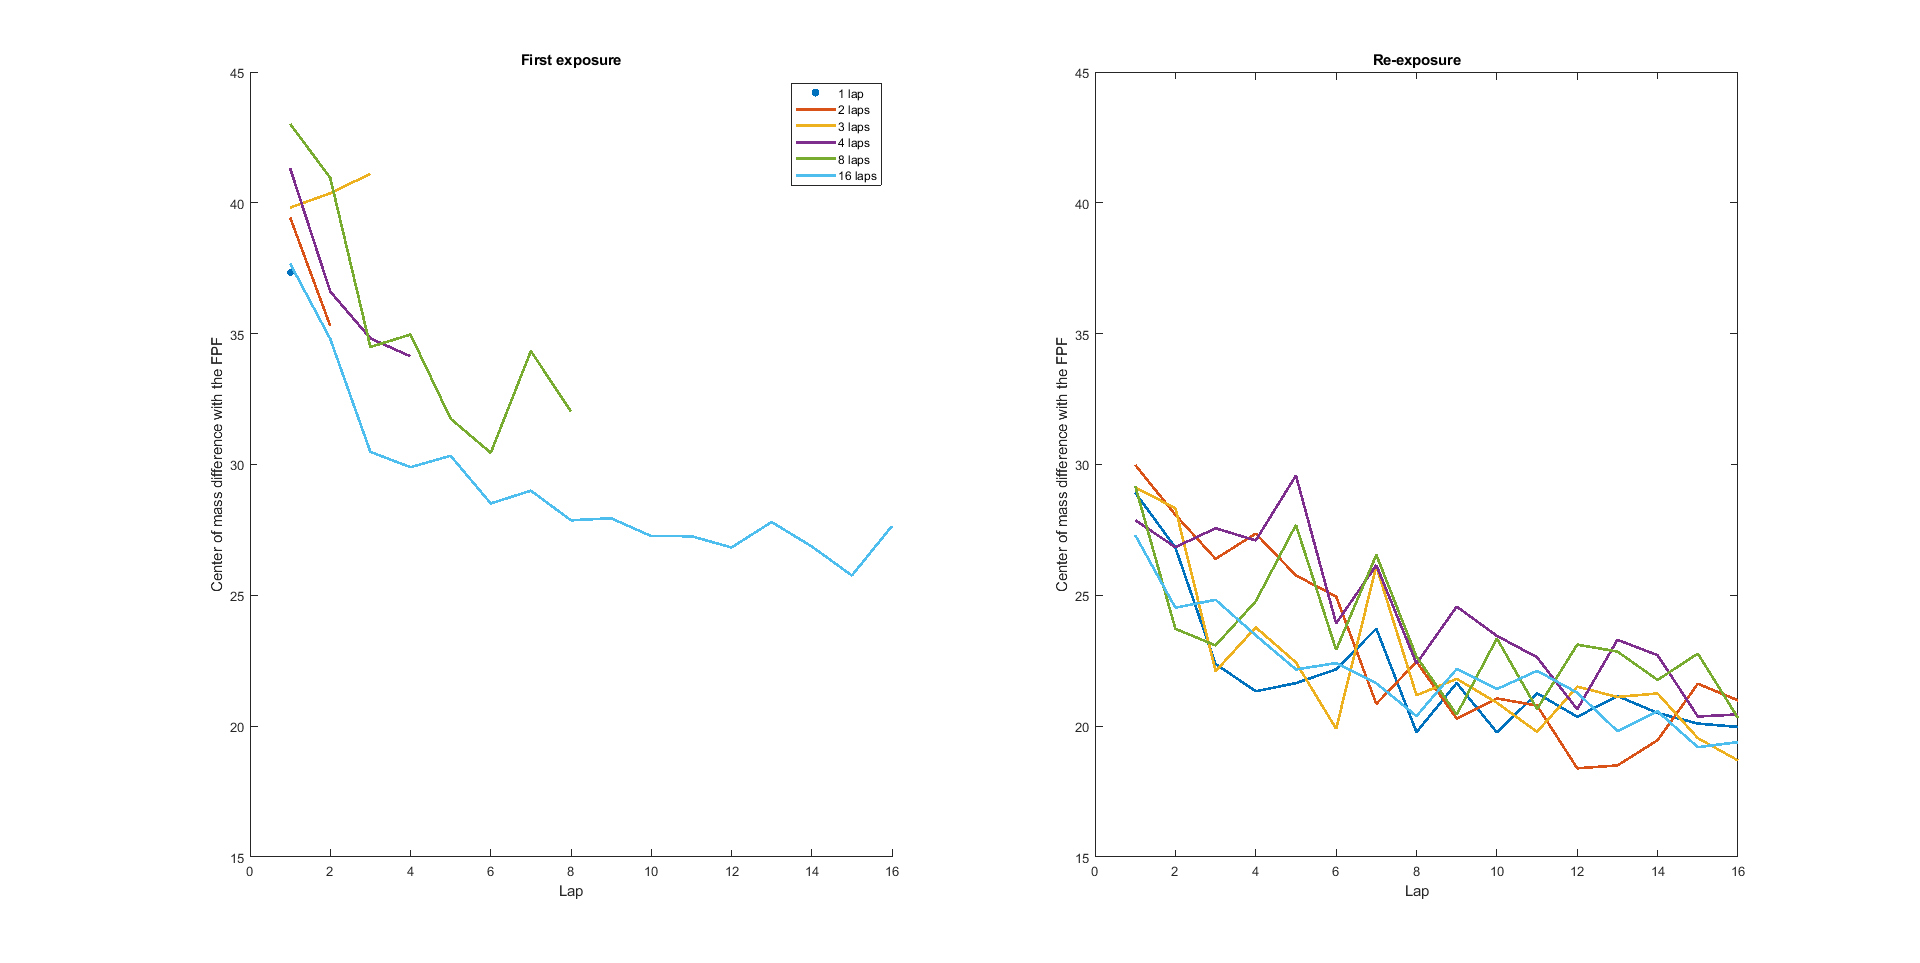 First exposure
45
40
35
30
25
20
15
0 2 4 6 8 10 12 14 16
Lap
Center of mass difference with the FPF
1 lap
2 laps
3 laps
4 laps
8 laps
16 laps
Re-exposure
45
40
35
30
25
20
15
0 2 4 6 8 10 12 14 16
Lap
Center of mass difference with the FPF